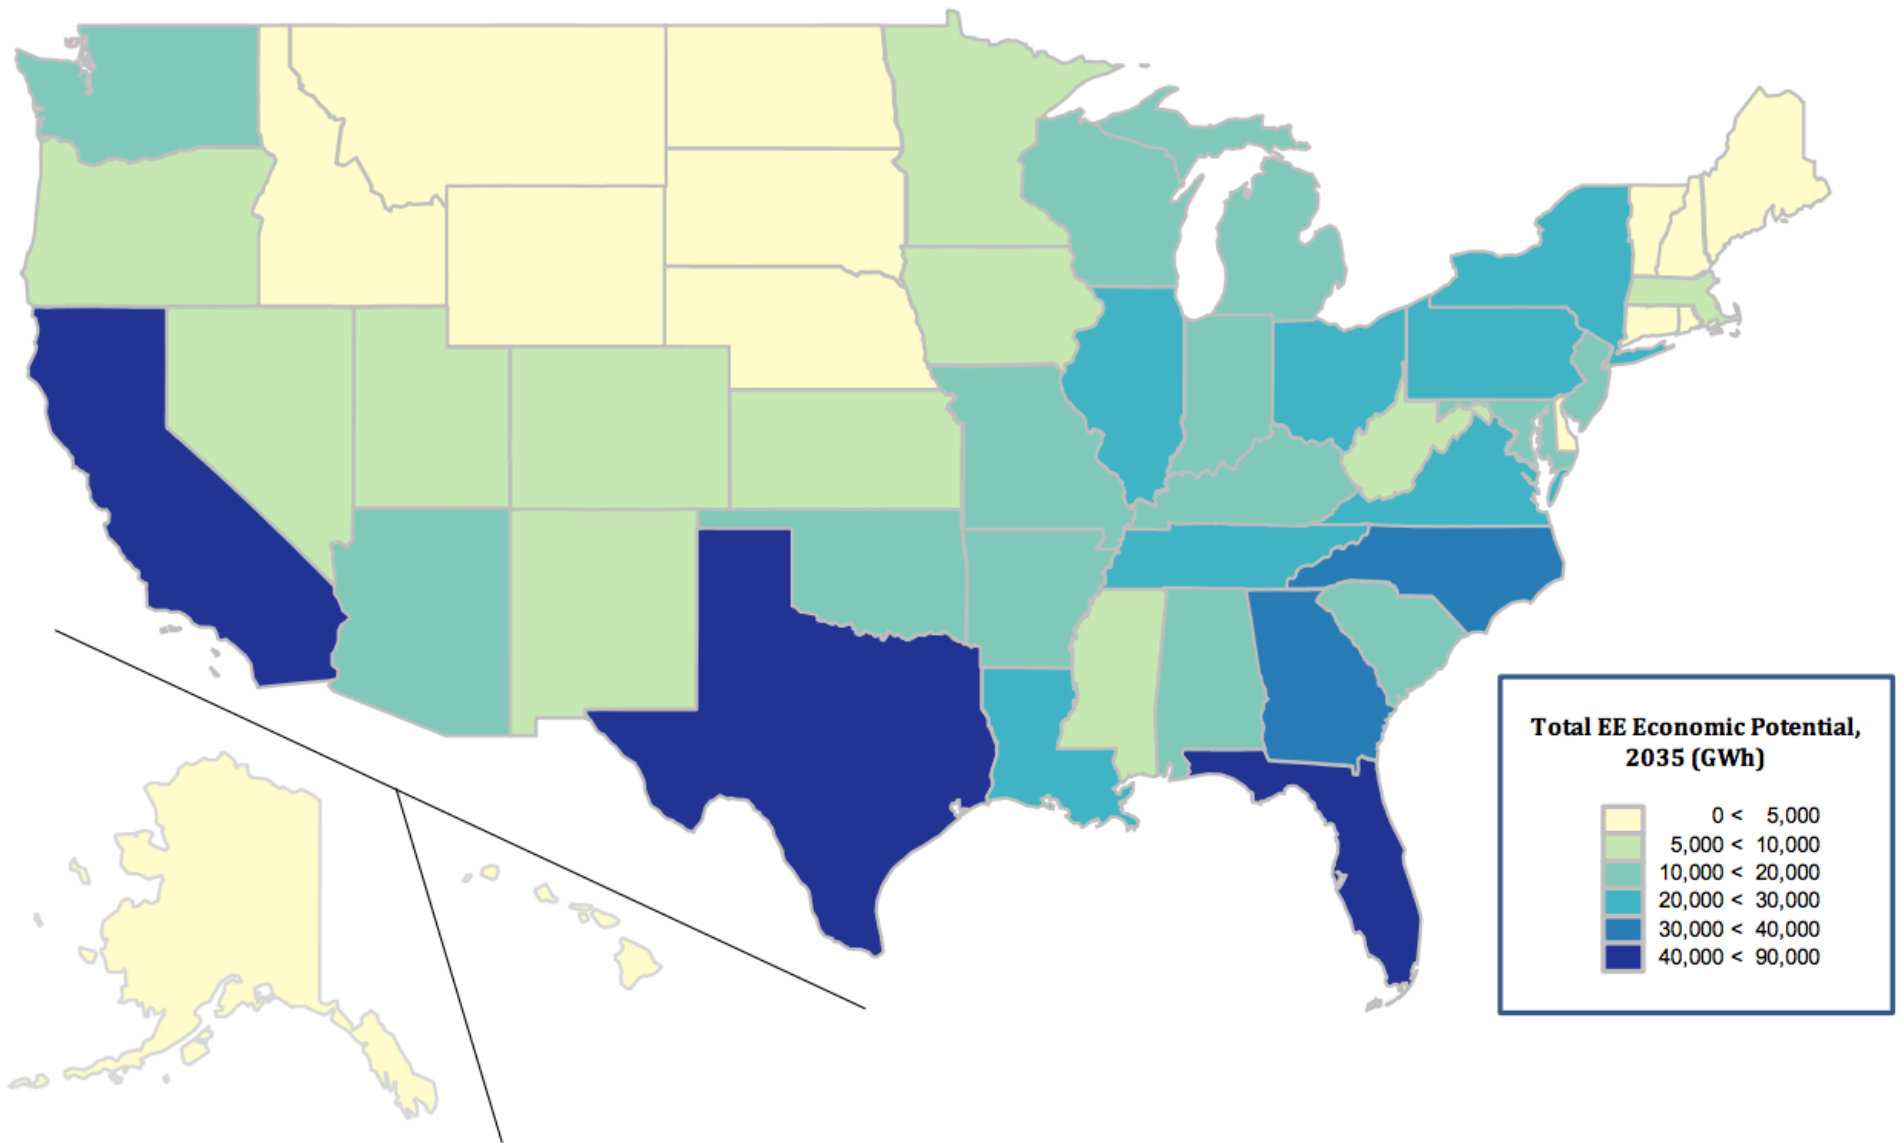 Total EE Economic Potential,
2035 (GWh)
0 < 5,000
5,000 < 10,000
10,000 < 20,000
20,000 < 30,000
30,000 < 40,000
40,000 < 90,000